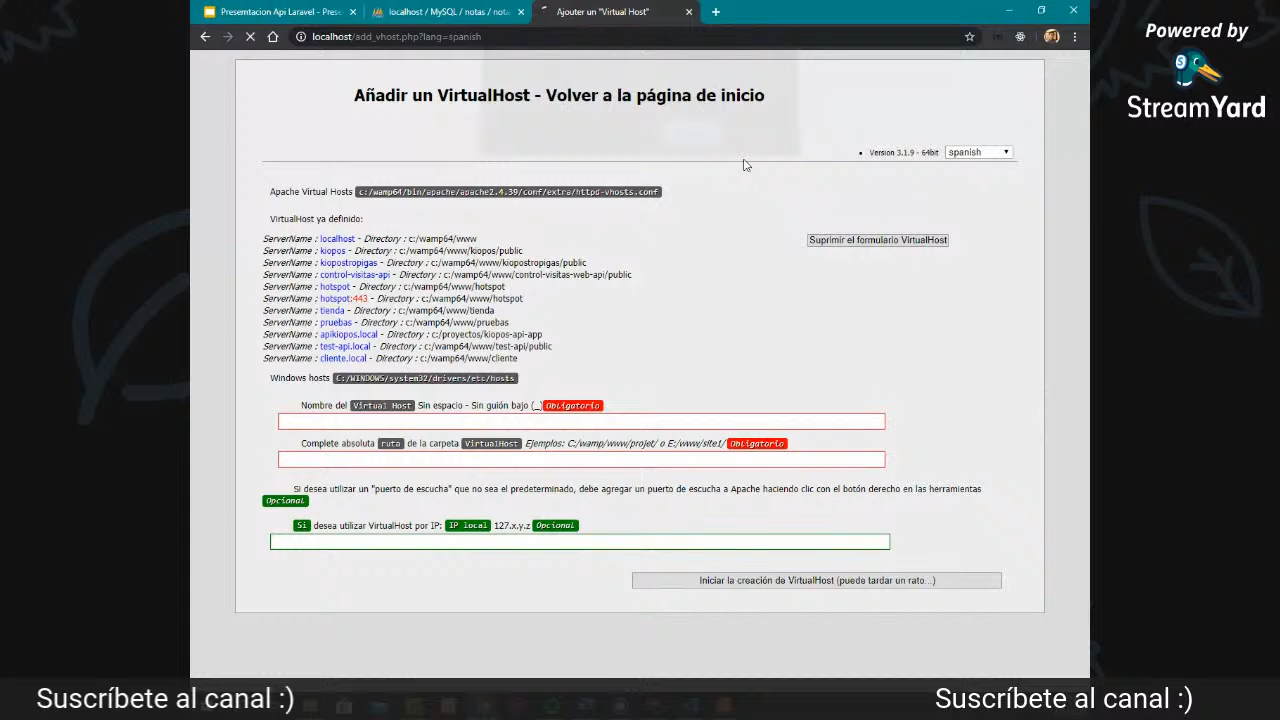 Presemtacion Api Laravel - Prese
localhost / MySQL / notas / nota
Ajouter un "Virtual Host"
localhost/add_vhost.php?lang=spanish
Powered by
StreamYard
Añadir un VirtualHost - Volver a la página de inicio
Version 3.1.9 - 64bit spanish
Apache Virtual Hosts c:/wamp64/bin/apache/apache2.4.39/conf/extra/httpd-vhosts.conf
VirtualHost ya definido:
ServerName : localhost - Directory : c:/wamp64/www
Suprimir el formulario VirtualHost
ServerName : kiopos - Directory : c:/wamp64/www/kiopos/public
ServerName : kiopostropigas - Directory : c:/wamp64/www/kiopostropigas/public
ServerName : control-visitas-api - Directory : c:/wamp64/www/control-visitas-web-api/public
ServerName : hotspot - Directory : c:/wamp64/www/hotspot
ServerName : hotspot:443 - Directory : c:/wamp64/www/hotspot
ServerName : tienda - Directory : c:/wamp64/www/tienda
ServerName : pruebas - Directory : c:/wamp64/www/pruebas
ServerName : apikiopos.local - Directory : c:/proyectos/kiopos-api-app
ServerName : test-api.local - Directory : c:/wamp64/www/test-api/public
ServerName : cliente.local - Directory : c:/wamp64/www/cliente
Windows hosts C:/WINDOWS/system32/drivers/etc/hosts
Nombre del Virtual Host Sin espacio - Sin guión bajo (_) Obligatorio
Complete absoluta ruta de la carpeta VirtualHost Ejemplos: C:/wamp/www/projet/ o E:/www/site1/ Obligatorio
Si desea utilizar un "puerto de escucha" que no sea el predeterminado, debe agregar un puerto de escucha a Apache haciendo clic con el botón derecho en las herramientas
Opcional
Si desea utilizar VirtualHost por IP: IP local 127.x.y.z Opcional
Iniciar la creación de VirtualHost (puede tardar un rato...)
Suscríbete al canal :)
Suscríbete al canal :)